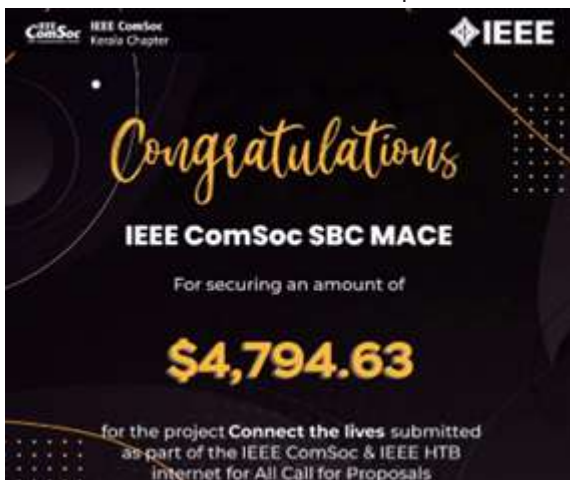 IEEE
ComSoc
IEEE ComSoc
Kerala Chapter
IEEE
Congratulations
IEEE ComSoc SBC MACE
For securing an amount of
$4,794.63
for the project Connect the lives submitted
as part of the IEEE ComSoc & IEEE HTB
internet for All Call for Proposals